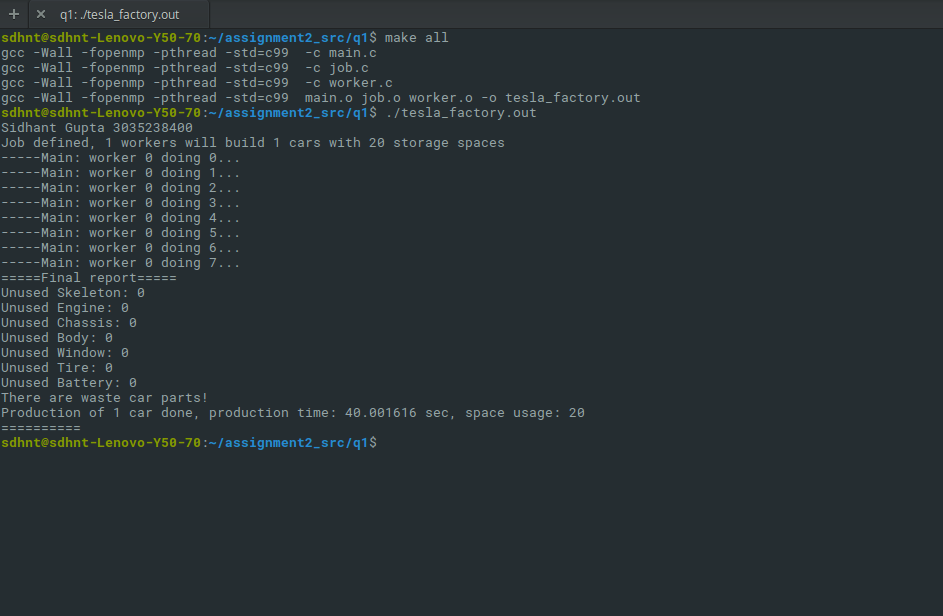 q1: ./tesla_factory.out
sdhnt@sdhnt-Lenovo-Y50-70:~/assignment2_src/q1$ make all
gcc -Wall -fopenmp -pthread -std=c99  -c main.c
gcc -Wall -fopenmp -pthread -std=c99  -c job.c
gcc -Wall -fopenmp -pthread -std=c99  -c worker.c
gcc -Wall -fopenmp -pthread -std=c99  main.o job.o worker.o -o tesla_factory.out
sdhnt@sdhnt-Lenovo-Y50-70:~/assignment2_src/q1$ ./tesla_factory.out
Sidhant Gupta 3035238400
Job defined, 1 workers will build 1 cars with 20 storage spaces
-----Main: worker 0 doing 0...
-----Main: worker 0 doing 1...
-----Main: worker 0 doing 2...
-----Main: worker 0 doing 3...
-----Main: worker 0 doing 4...
-----Main: worker 0 doing 5...
-----Main: worker 0 doing 6...
-----Main: worker 0 doing 7...
=====Final report=====
Unused Skeleton: 0
Unused Engine: 0
Unused Chassis: 0
Unused Body: 0
Unused Window: 0
Unused Tire: 0
Unused Battery: 0
There are waste car parts!
Production of 1 car done, production time: 40.001616 sec, space usage: 20
==========
sdhnt@sdhnt-Lenovo-Y50-70:~/assignment2_src/q1$